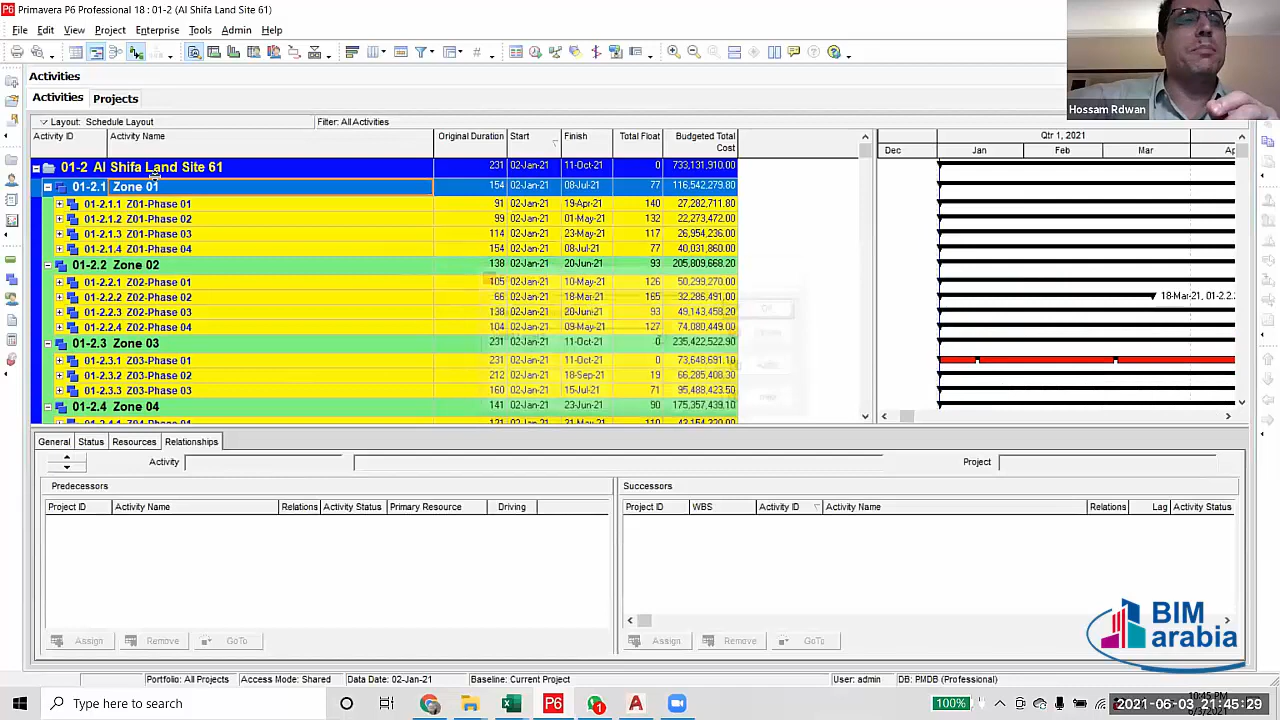 Primavera P6 Professional 18 : 01-2 (Al Shifa Land Site 61)
File Edit View Project Enterprise Tools Admin Help
Hossam Rdwan
Activities
Activities Projects
Layout: Schedule Layout Filter: All Activities
Activity ID Activity Name Original Duration Start Finish Total Float Budgeted Total Cost
Qtr 1, 2021
Dec Jan Feb Mar Ap
01-2 Al Shifa Land Site 61 231 02-Jan-21 11-Oct-21 0 733,131,910.00
01-2.1 Zone 01 154 02-Jan-21 08-Jul-21 77 116,542,279.80
01-2.1.1 Z01-Phase 01 91 02-Jan-21 19-Apr-21 140 27,282,711.80
01-2.1.2 Z01-Phase 02 99 02-Jan-21 01-May-21 132 22,273,472.00
01-2.1.3 Z01-Phase 03 114 02-Jan-21 23-May-21 117 26,954,236.00
01-2.1.4 Z01-Phase 04 154 02-Jan-21 08-Jul-21 77 40,031,860.00
01-2.2 Zone 02 138 02-Jan-21 20-Jun-21 93 205,809,668.20
01-2.2.1 Z02-Phase 01 105 02-Jan-21 10-May-21 126 50,299,270.00
01-2.2.2 Z02-Phase 02 66 02-Jan-21 18-Mar-21 165 32,286,491.00 18-Mar-21, 01-2.2.2
01-2.2.3 Z02-Phase 03 138 02-Jan-21 20-Jun-21 93 49,143,458.20
01-2.2.4 Z02-Phase 04 104 02-Jan-21 09-May-21 127 74,080,449.00
01-2.3 Zone 03 231 02-Jan-21 11-Oct-21 0 235,422,522.90
01-2.3.1 Z03-Phase 01 231 02-Jan-21 11-Oct-21 0 73,648,691.10
01-2.3.2 Z03-Phase 02 212 02-Jan-21 18-Sep-21 19 66,285,408.30
01-2.3.3 Z03-Phase 03 160 02-Jan-21 15-Jul-21 71 95,488,423.50
01-2.4 Zone 04 141 02-Jan-21 23-Jun-21 90 175,357,439.10
General Status Resources Relationships
Activity Project
Predecessors Successors
Project ID Activity Name Relations Activity Status Primary Resource Driving
Project ID WBS Activity ID Activity Name Relations Lag Activity Status
Assign Remove GoTo Assign Remove GoTo
BIM
arabia
Portfolio: All Projects Access Mode: Shared Data Date: 02-Jan-21 Baseline: Current Project User: admin DB: PMDB (Professional)
Type here to search 100% 10:45 PM
2021-06-03 21:45:29